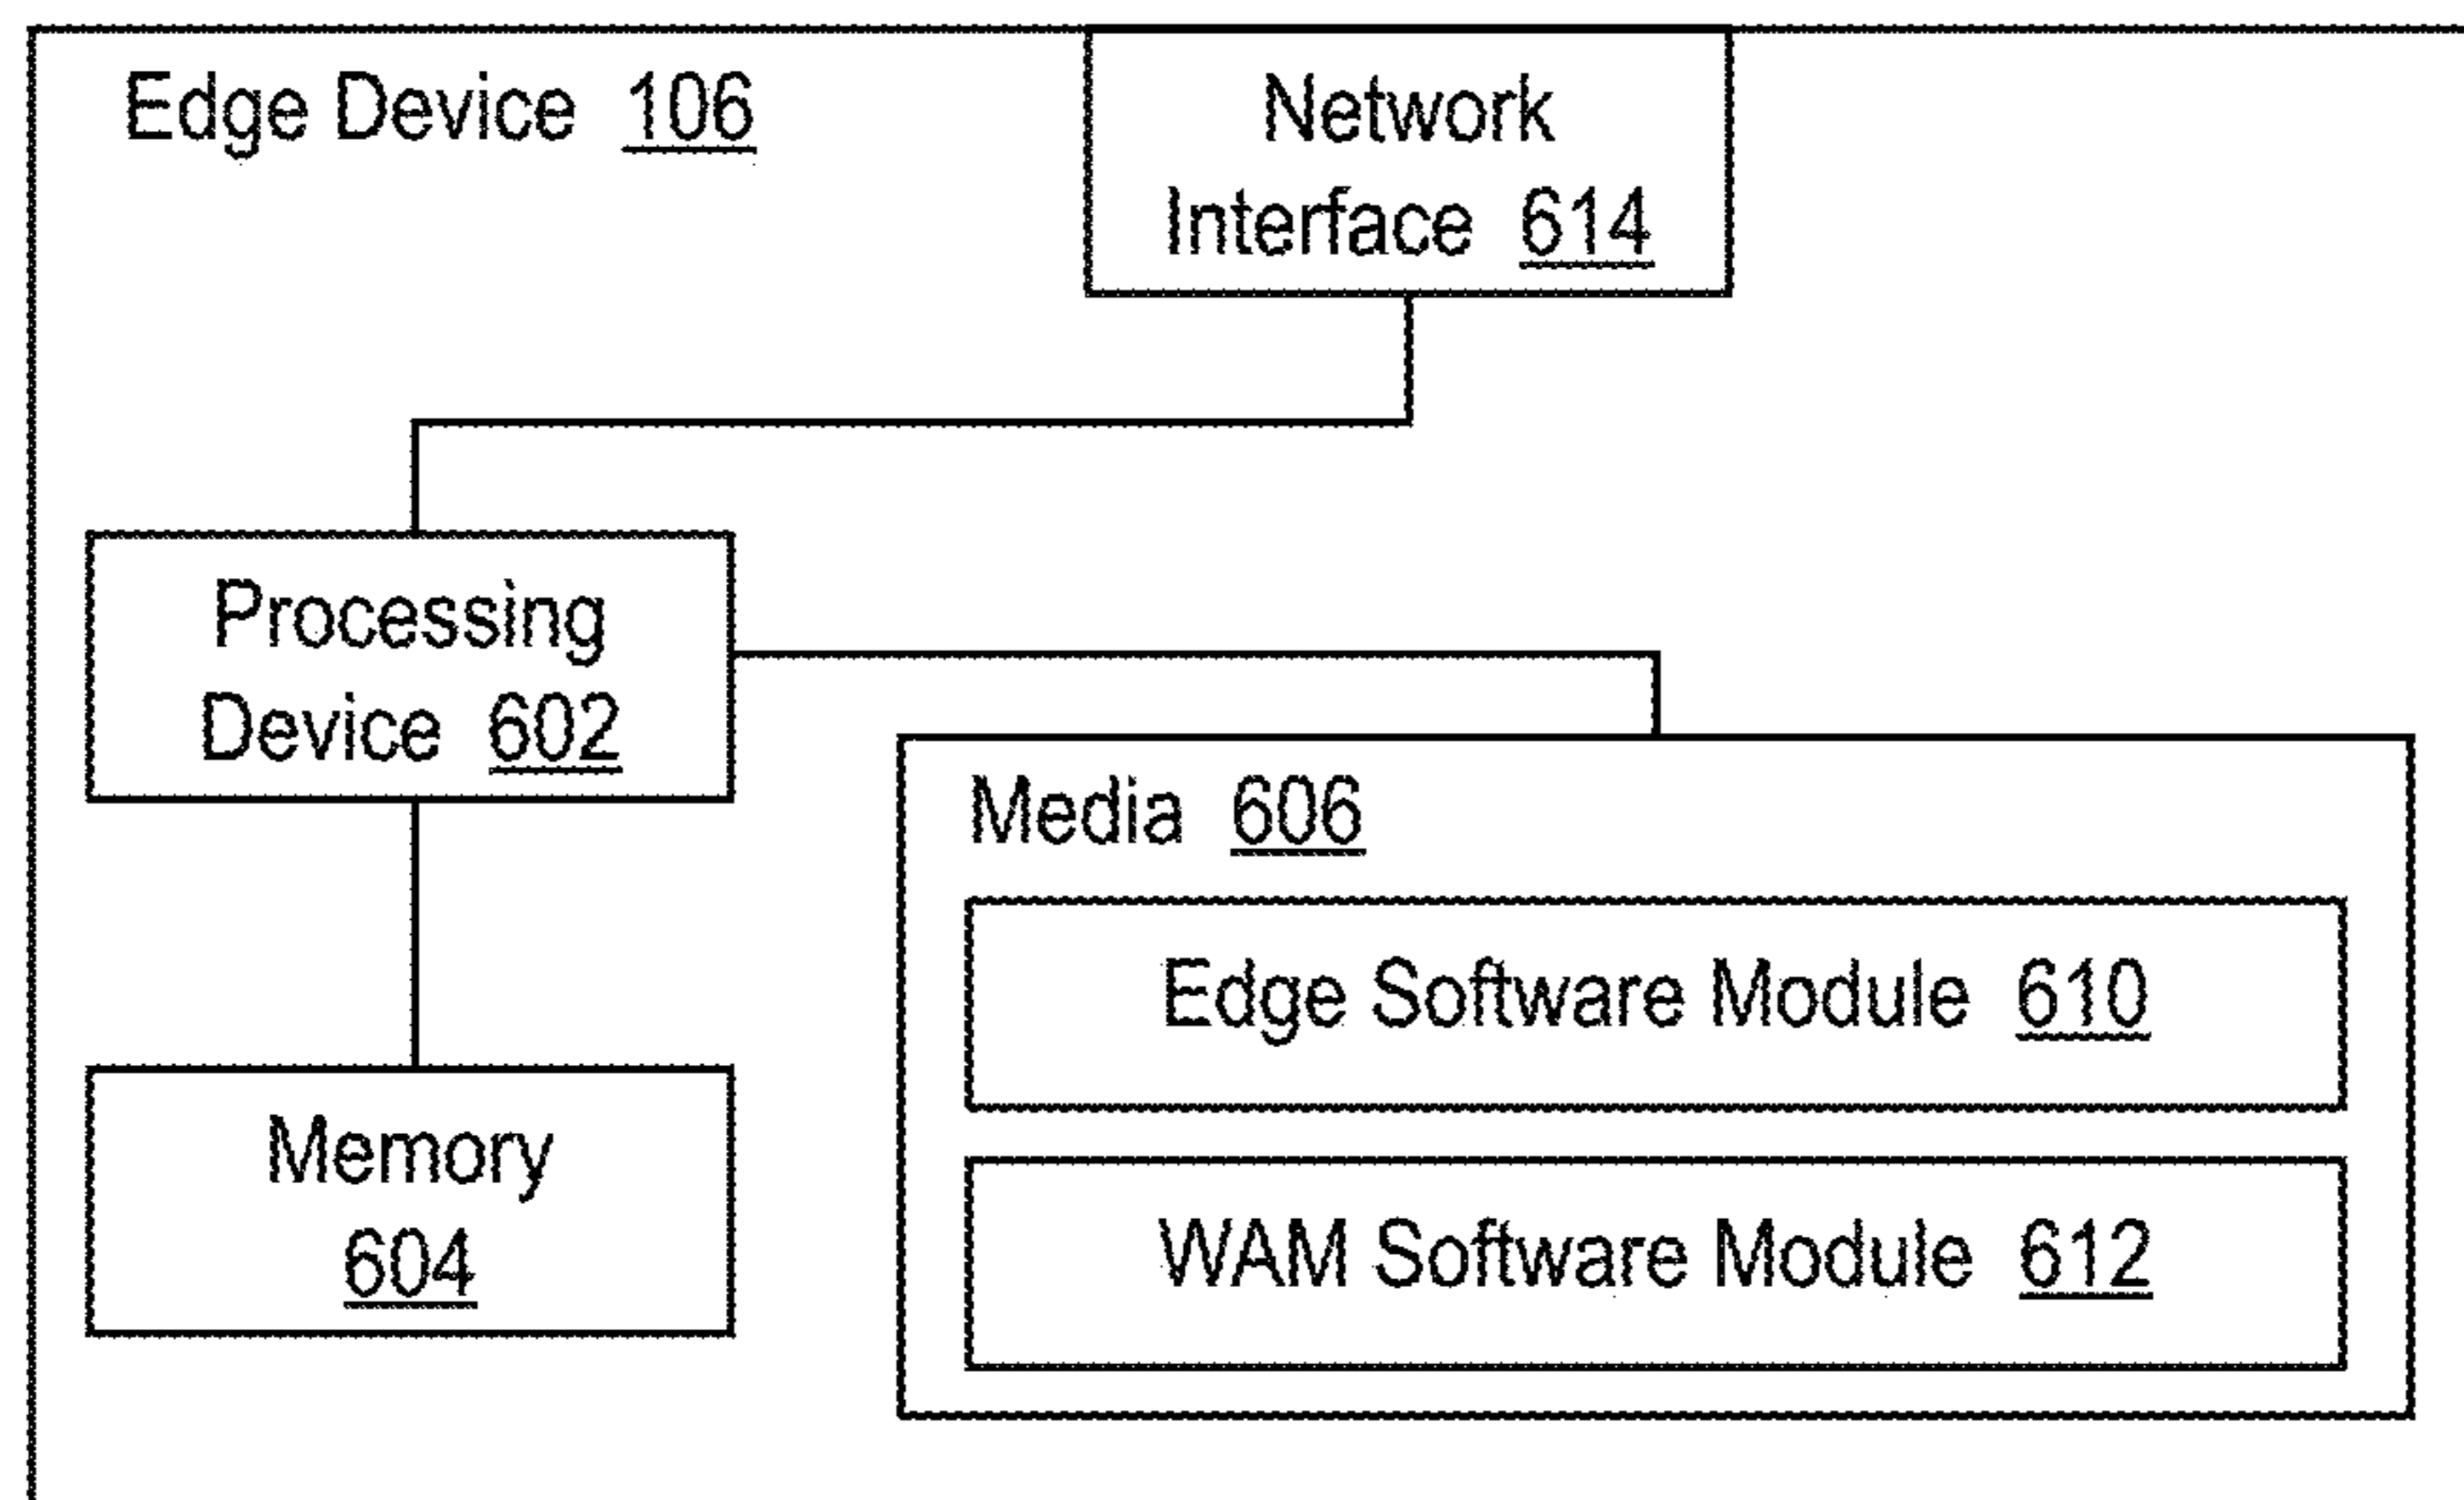 Edge Device 106
Network
Interface 614
Processing
Device 602
Media 606
Edge Software Module 610
WAM Software Module 612
Memory
604